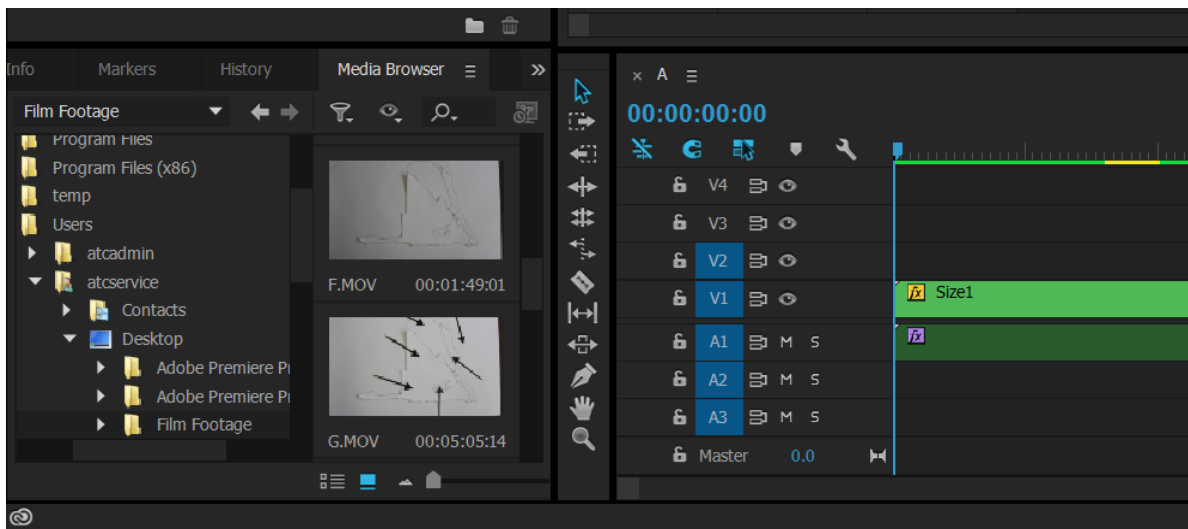 Info Markers History Media Browser
Film Footage
Program Files
Program Files (x86)
temp
Users
atcadmin
atcservice
Contacts
Desktop
Adobe Premiere Pr
Adobe Premiere Pr
Film Footage
F.MOV 00:01:49:01
G.MOV 00:05:05:14
× A
00:00:00:00
V4
V3
V2
V1 fx Size1
A1 M S fx
A2 M S
A3 M S
Master 0.0